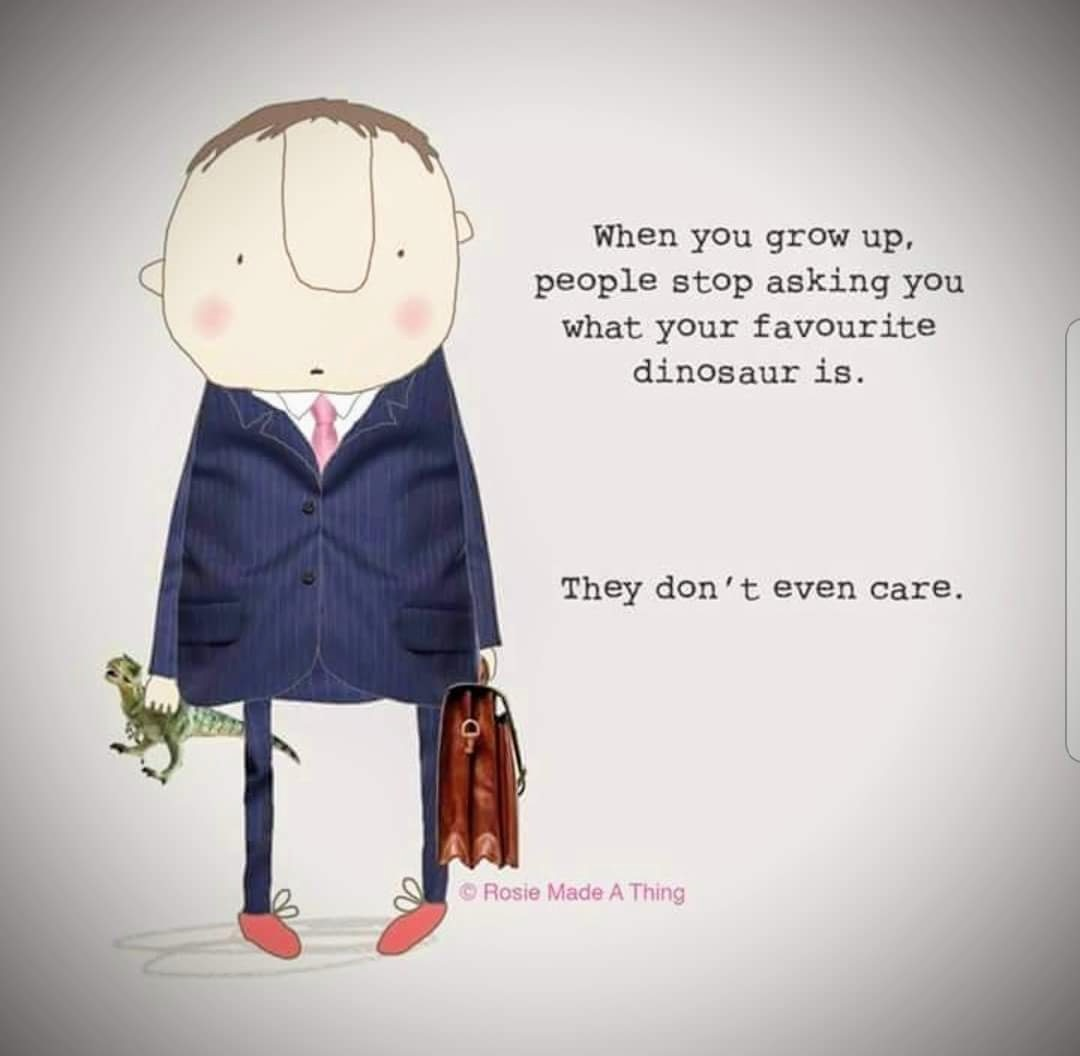 When you grow up,
people stop asking you
what your favourite
dinosaur is.
They don't even care.
© Rosie Made A Thing